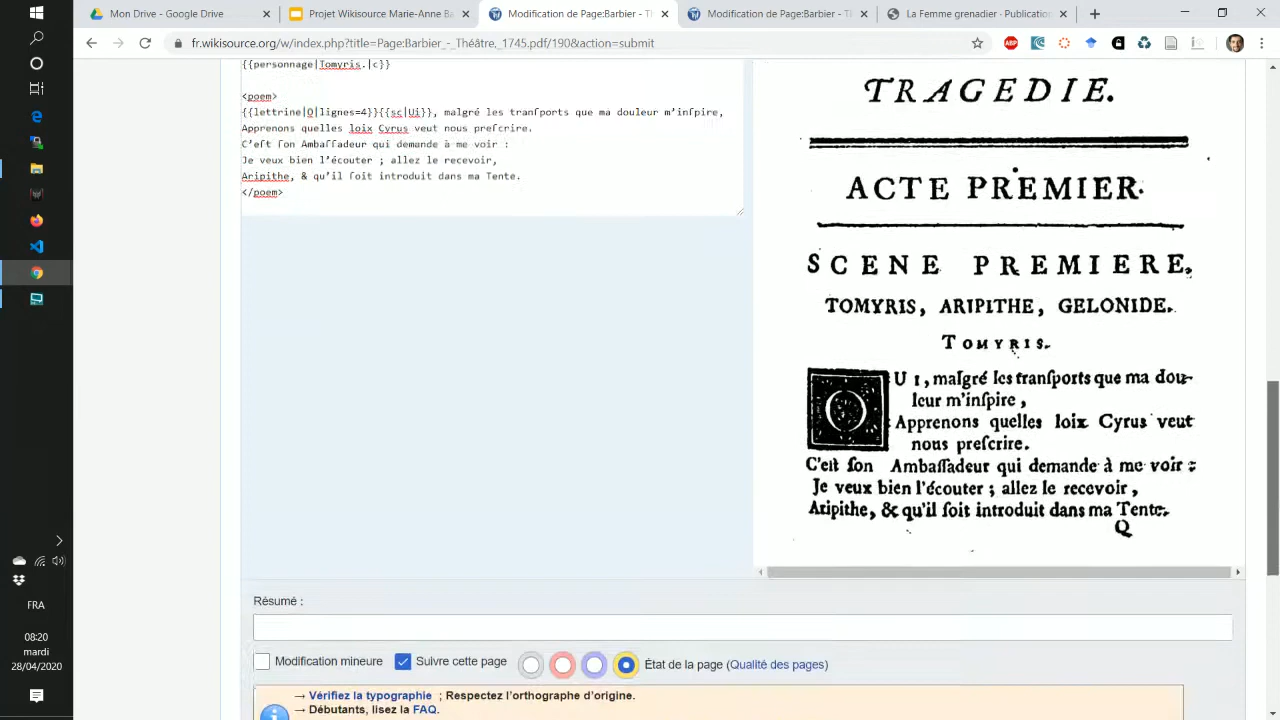 Mon Drive - Google Drive
Projet Wikisource Marie-Anne Ba
Modification de Page:Barbier - Th
Modification de Page:Barbier - Th
La Femme grenadier - Publication
fr.wikisource.org/w/index.php?title=Page:Barbier_-_Théâtre,_1745.pdf/190&action=submit
ABP
{{personnage|Tomyris.|c}}
<poem>
{{lettrine|O|lignes=4}}{{sc|Ui}}, malgré les tranſports que ma douleur m’inſpire,
Apprenons quelles loix Cyrus veut nous preſcrire.
C’eſt ſon Ambaſſadeur qui demande à me voir :
Je veux bien l’écouter ; allez le recevoir,
Aripithe, & qu’il ſoit introduit dans ma Tente.
</poem>
TRAGEDIE.
ACTE PREMIER.
SCENE PREMIERE,
TOMYRIS, ARIPITHE, GELONIDE.
TOMYRIS.
OUI, malgré les tranſports que ma dou-
leur m’inſpire,
Apprenons quelles loix Cyrus veut
nous preſcrire.
C’eſt ſon Ambaſſadeur qui demande à me voir :
Je veux bien l’écouter ; allez le recevoir,
Aripithe, & qu’il ſoit introduit dans ma Tente.
Q
Résumé :
Modification mineure
Suivre cette page
État de la page (Qualité des pages)
→ Vérifiez la typographie ; Respectez l’orthographe d’origine.
→ Débutants, lisez la FAQ.
FRA
08:20
mardi
28/04/2020